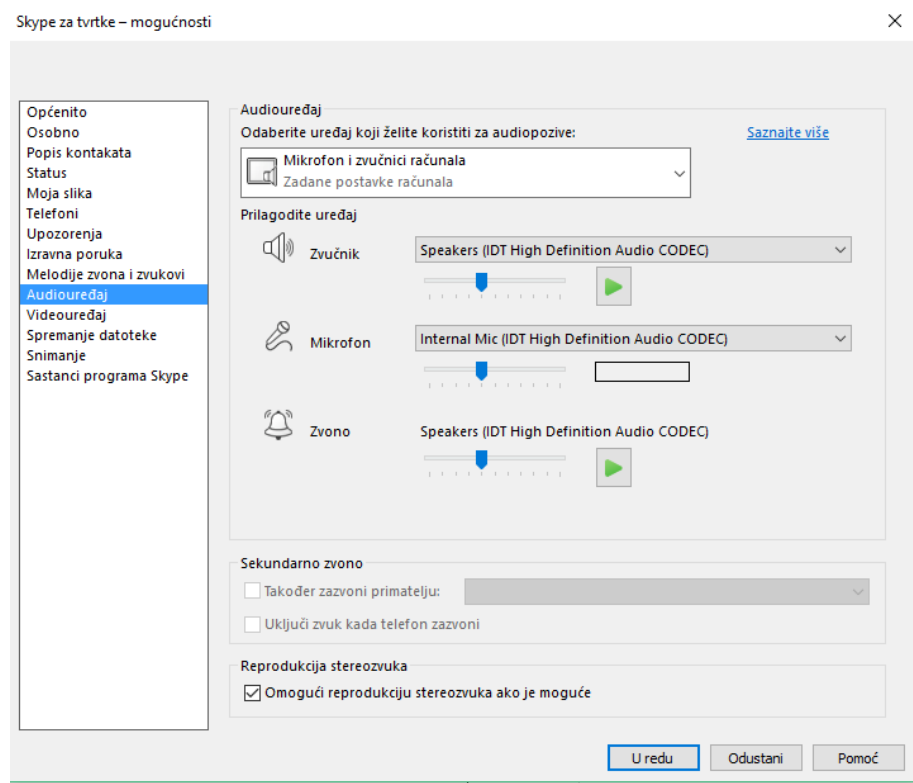 Skype za tvrtke – mogućnosti
Općenito
Osobno
Popis kontakata
Status
Moja slika
Telefoni
Upozorenja
Izravna poruka
Melodije zvona i zvukovi
Audiouređaj
Videouređaj
Spremanje datoteke
Snimanje
Sastanci programa Skype
Audiouređaj
Odaberite uređaj koji želite koristiti za audiopozive:
Saznajte više
Mikrofon i zvučnici računala
Zadane postavke računala
Prilagodite uređaj
Zvučnik
Speakers (IDT High Definition Audio CODEC)
Mikrofon
Internal Mic (IDT High Definition Audio CODEC)
Zvono
Speakers (IDT High Definition Audio CODEC)
Sekundarno zvono
Također zazvoni primatelju:
Uključi zvuk kada telefon zazvoni
Reprodukcija stereozvuka
Omogući reprodukciju stereozvuka ako je moguće
U redu
Odustani
Pomoć